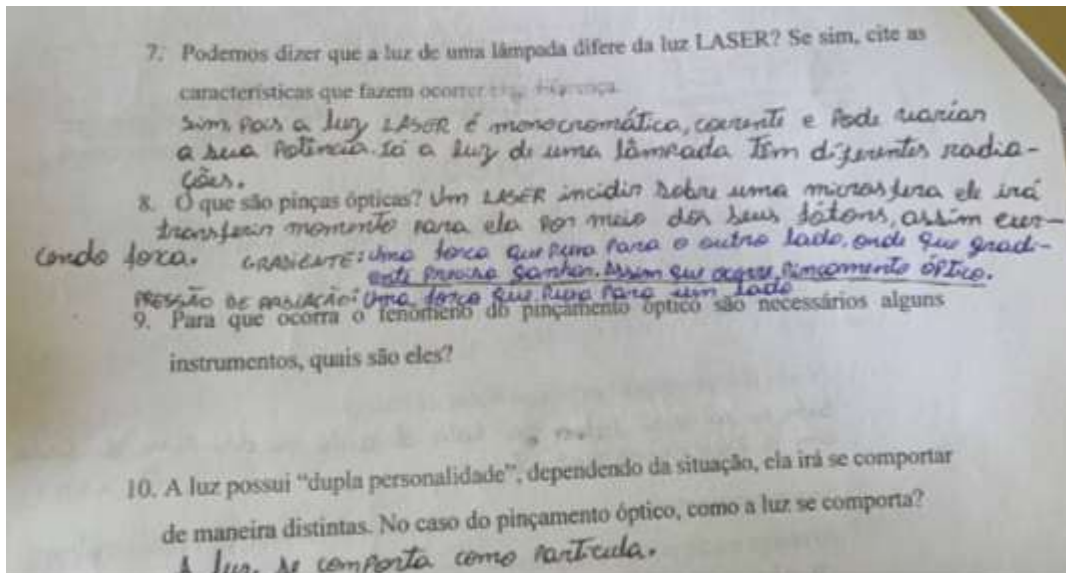 7. Podemos dizer que a luz de uma lâmpada difere da luz LASER? Se sim, cite as
características que fazem ocorrer essa diferença.
Sim, pois a luz LASER é monocromática, coerente e Pode variar
a sua Potência. Já a luz de uma lâmpada Tem diferentes radia-
ções.
8. O que são pinças ópticas? Um LASER incidir sobre uma microsfera ele irá
transferir momento para ela por meio dos seus fótons, assim exer-
cendo força. GRADIENTE: Uma força que puxa para o outro lado, onde que gradi-
ente precisa ganhar. Assim que ocorre Pinçamento óptico.
PRESSÃO DE RADIAÇÃO: Uma força que puxa para um lado
9. Para que ocorra o fenômeno do pinçamento óptico são necessários alguns
instrumentos, quais são eles?
10. A luz possui “dupla personalidade”, dependendo da situação, ela irá se comportar
de maneira distintas. No caso do pinçamento óptico, como a luz se comporta?
A luz se comporta como partícula.